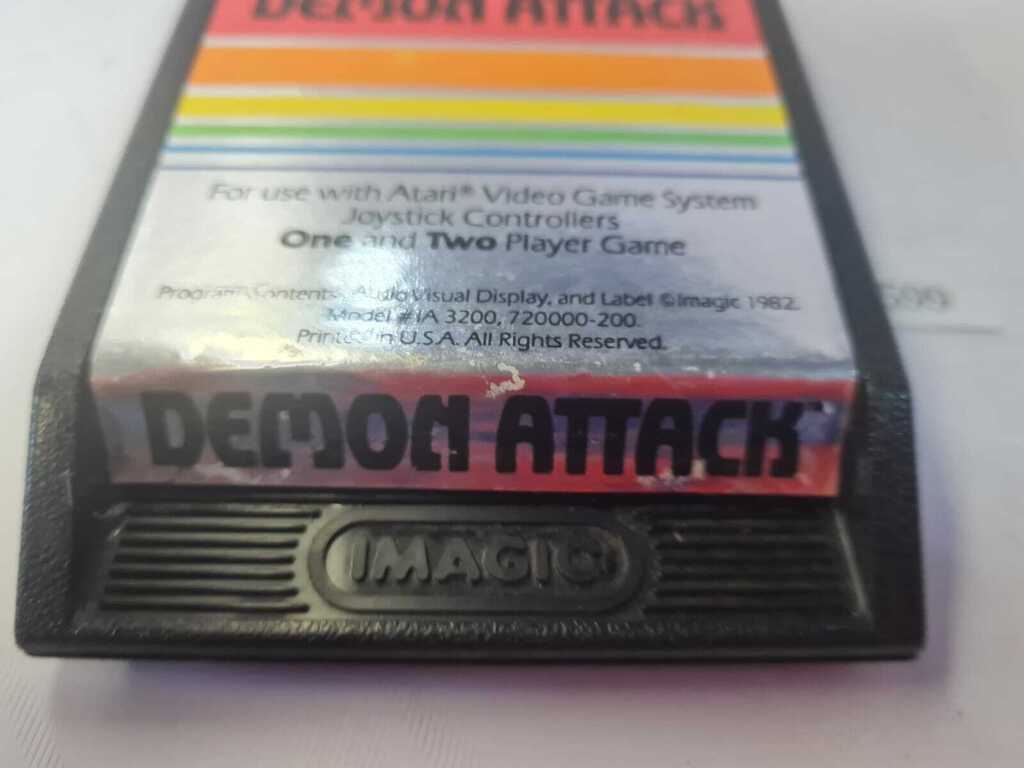 DEMON ATTACK
For use with Atari® Video Game System
Joystick Controllers
One and Two Player Game
Program Contents, Audio Visual Display, and Label © Imagic 1982.
Model # IA 3200, 720000-200.
Printed in U.S.A. All Rights Reserved.
DEMON ATTACK™
IMAGIC